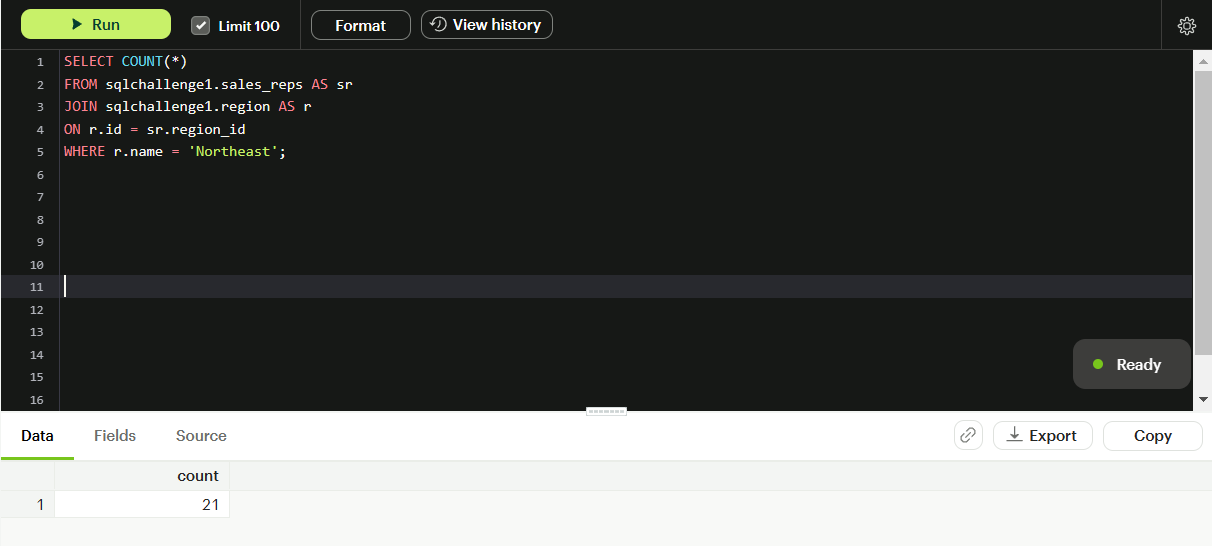 Run Limit 100 Format View history
1 SELECT COUNT(*)
2 FROM sqlchallenge1.sales_reps AS sr
3 JOIN sqlchallenge1.region AS r
4 ON r.id = sr.region_id
5 WHERE r.name = 'Northeast';
6
7
8
9
10
11
12
13
14
15
16
Ready
Data Fields Source Export Copy
count
1 21